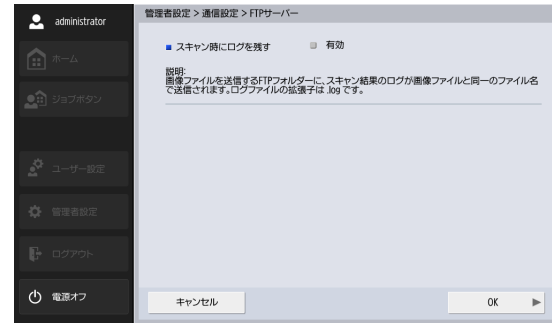 administrator
管理者設定 > 通信設定 > FTPサーバー
ホーム
ジョブボタン
ユーザー設定
管理者設定
ログアウト
電源オフ
スキャン時にログを残す
有効
説明:
画像ファイルを送信するFTPフォルダーに、スキャン結果のログが画像ファイルと同一のファイル名
で送信されます。ログファイルの拡張子は .log です。
キャンセル
OK